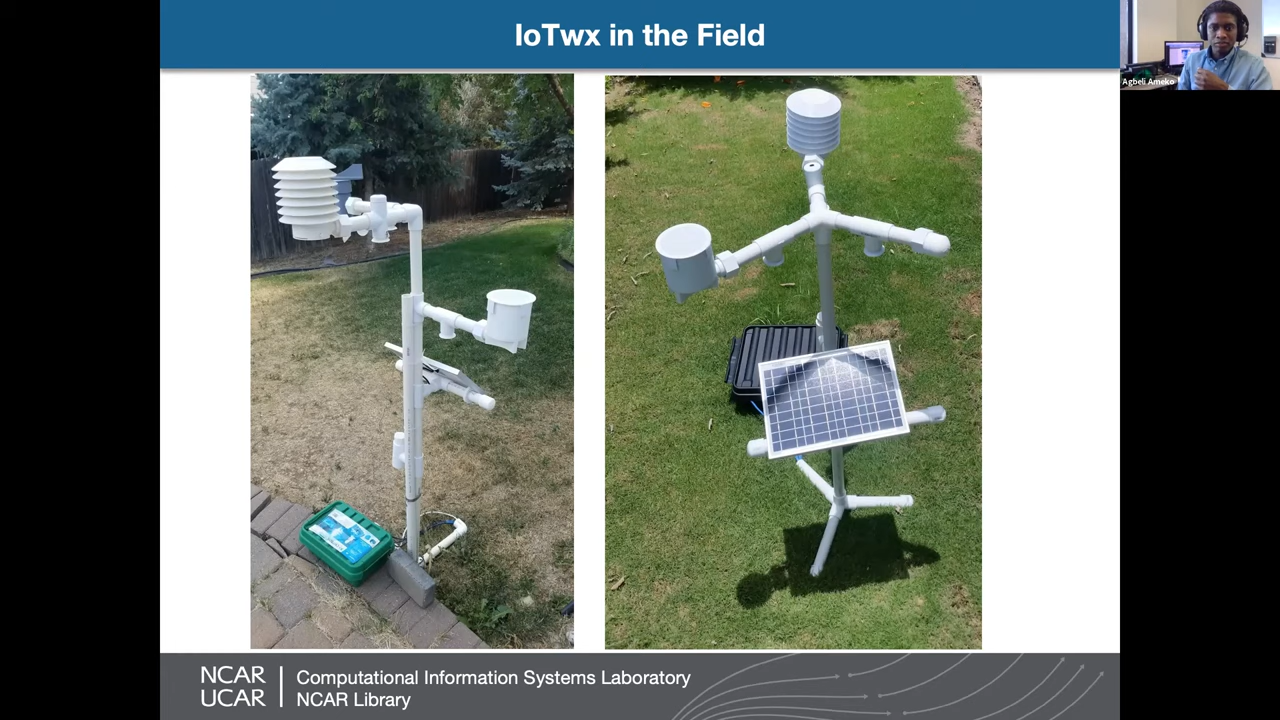 IoTwx in the Field
Agbeli Ameko
NCAR
UCAR
Computational Information Systems Laboratory
NCAR Library